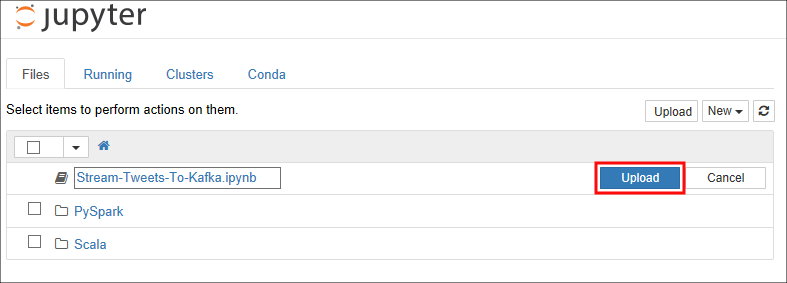 jupyter
Files Running Clusters Conda
Select items to perform actions on them.
Upload New
Stream-Tweets-To-Kafka.ipynb
Upload Cancel
PySpark
Scala